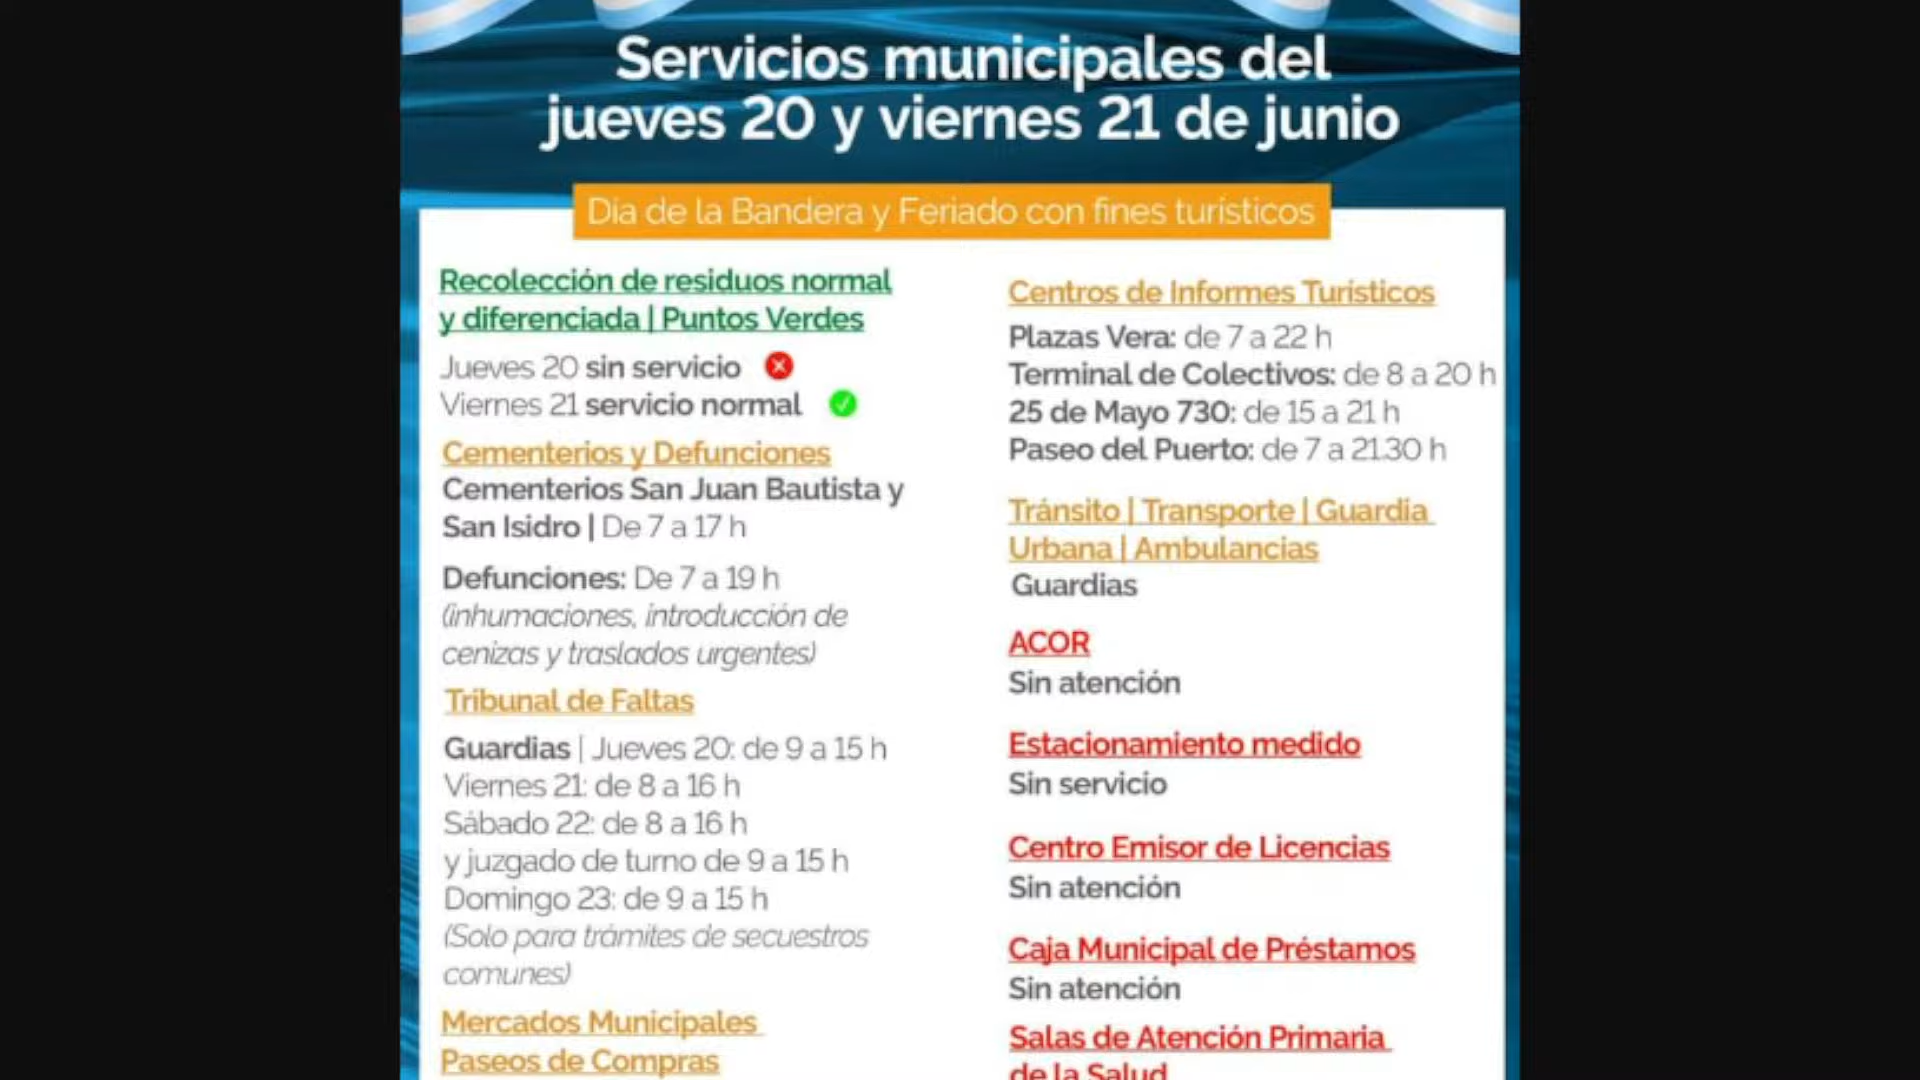 Servicios municipales del
jueves 20 y viernes 21 de junio
Día de la Bandera y Feriado con fines turísticos
Recolección de residuos normal
y diferenciada | Puntos Verdes
Jueves 20 sin servicio
Viernes 21 servicio normal
Cementerios y Defunciones
Cementerios San Juan Bautista y
San Isidro | De 7 a 17 h
Defunciones: De 7 a 19 h
(inhumaciones, introducción de
cenizas y traslados urgentes)
Tribunal de Faltas
Guardias | Jueves 20: de 9 a 15 h
Viernes 21: de 8 a 16 h
Sábado 22: de 8 a 16 h
y juzgado de turno de 9 a 15 h
Domingo 23: de 9 a 15 h
(Solo para trámites de secuestros
comunes)
Mercados Municipales
Paseos de Compras
Centros de Informes Turísticos
Plazas Vera: de 7 a 22 h
Terminal de Colectivos: de 8 a 20 h
25 de Mayo 730: de 15 a 21 h
Paseo del Puerto: de 7 a 21.30 h
Tránsito | Transporte | Guardia
Urbana | Ambulancias
Guardias
ACOR
Sin atención
Estacionamiento medido
Sin servicio
Centro Emisor de Licencias
Sin atención
Caja Municipal de Préstamos
Sin atención
Salas de Atención Primaria
de la Salud